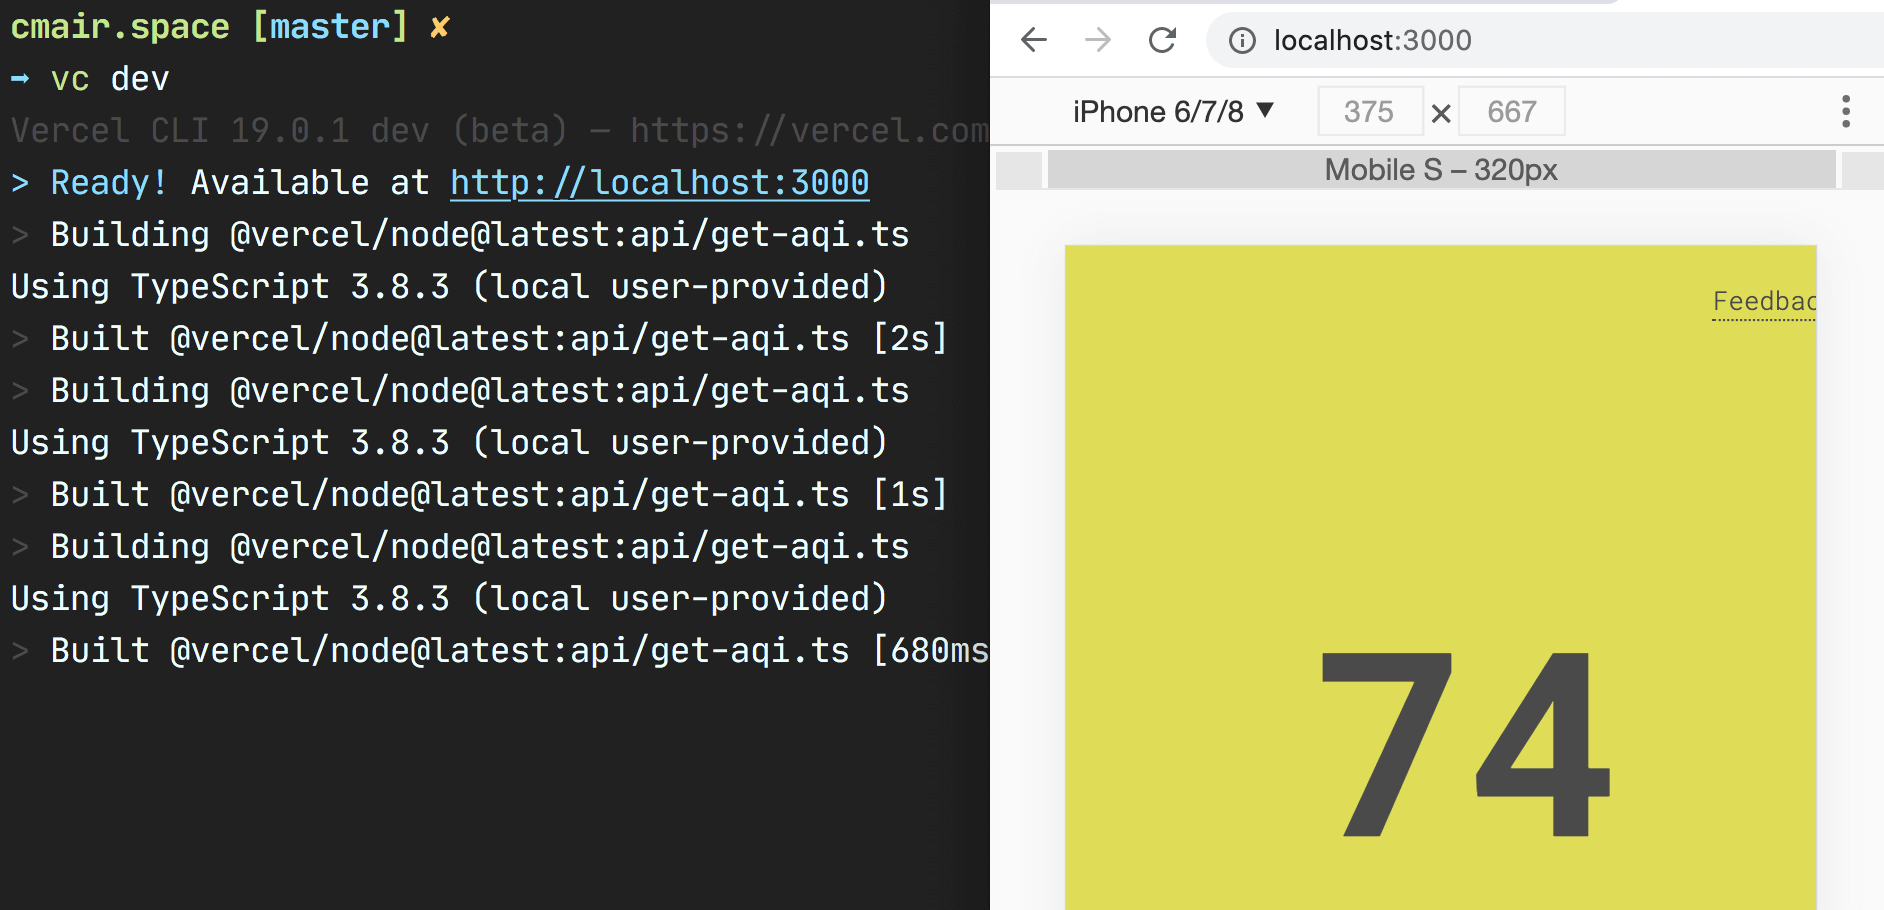 cmair.space [master] ✘
➡ vc dev
Vercel CLI 19.0.1 dev (beta) — https://vercel.com
> Ready! Available at http://localhost:3000
> Building @vercel/node@latest:api/get-aqi.ts
Using TypeScript 3.8.3 (local user-provided)
> Built @vercel/node@latest:api/get-aqi.ts [2s]
> Building @vercel/node@latest:api/get-aqi.ts
Using TypeScript 3.8.3 (local user-provided)
> Built @vercel/node@latest:api/get-aqi.ts [1s]
> Building @vercel/node@latest:api/get-aqi.ts
Using TypeScript 3.8.3 (local user-provided)
> Built @vercel/node@latest:api/get-aqi.ts [680ms
localhost:3000
iPhone 6/7/8 ▼ 375 × 667
Mobile S – 320px
Feedbac
74